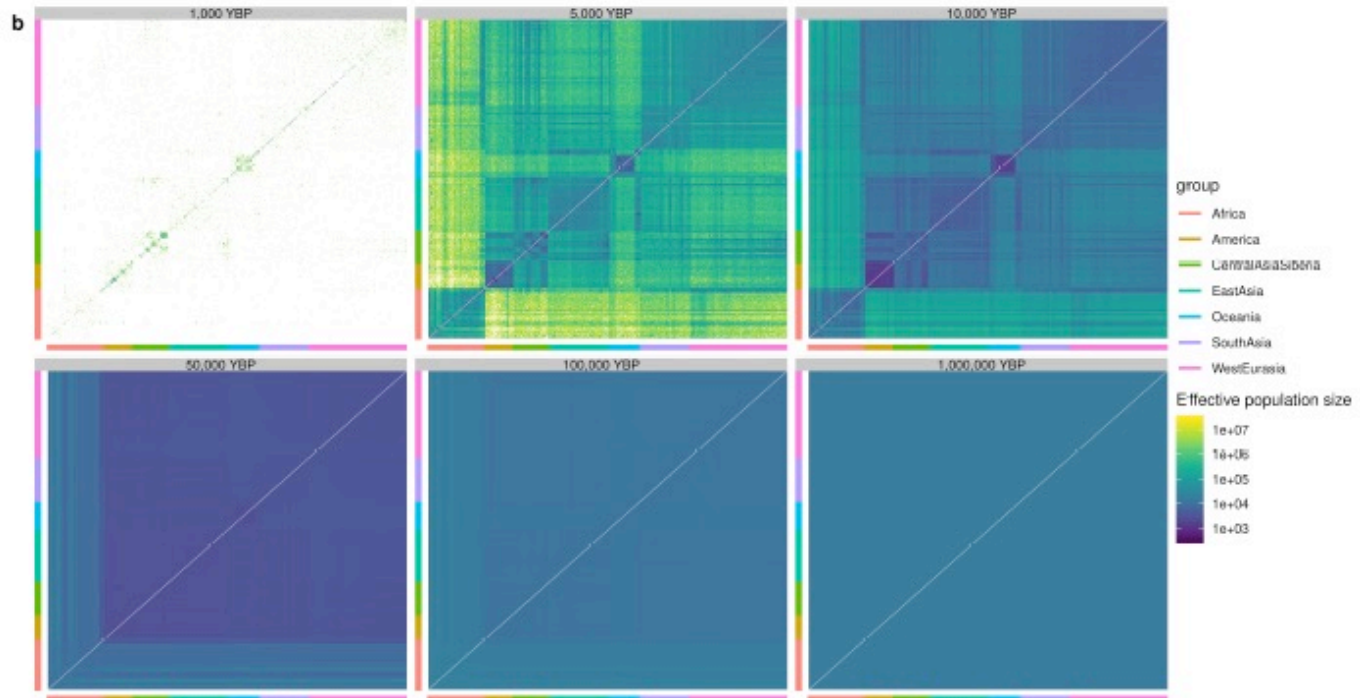 b
1,000 YBP
5,000 YBP
10,000 YBP
group
Africa
America
CentralAsiaSiberia
EastAsia
Oceania
SouthAsia
WestEurasia
50,000 YBP
100,000 YBP
1,000,000 YBP
Effective population size
1e+07
1e+06
1e+05
1e+04
1e+03